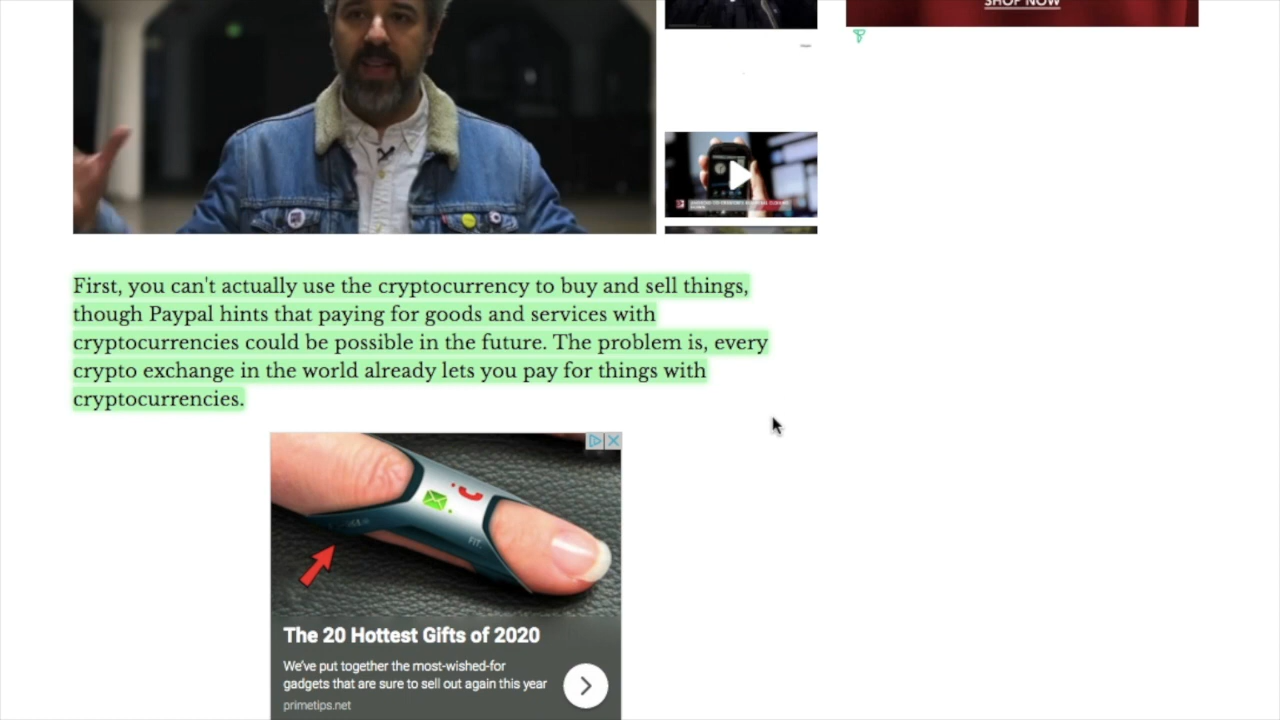 SHOP NOW
First, you can't actually use the cryptocurrency to buy and sell things,
though Paypal hints that paying for goods and services with
cryptocurrencies could be possible in the future. The problem is, every
crypto exchange in the world already lets you pay for things with
cryptocurrencies.
FIT.
The 20 Hottest Gifts of 2020
We've put together the most-wished-for
gadgets that are sure to sell out again this year
primetips.net